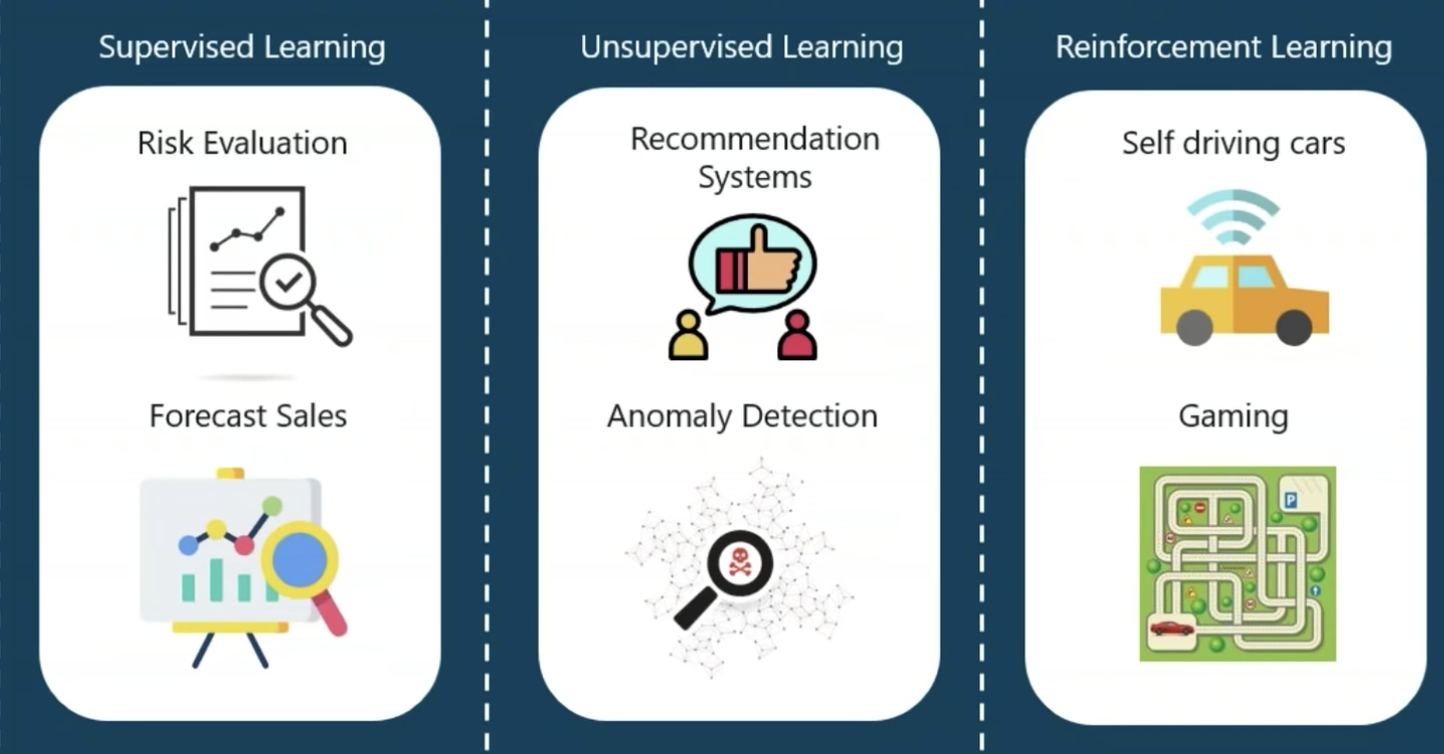 Supervised Learning
Risk Evaluation
Forecast Sales
Unsupervised Learning
Recommendation
Systems
Anomaly Detection
Reinforcement Learning
Self driving cars
Gaming
P